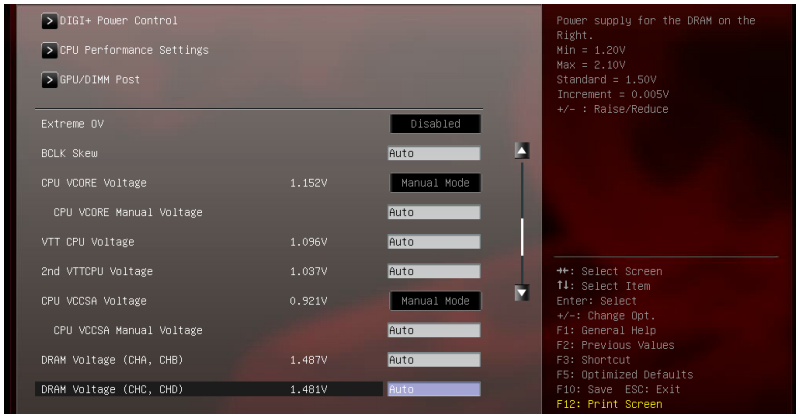 > DIGI+ Power Control
> CPU Performance Settings
> GPU/DIMM Post
Extreme OV Disabled
BCLK Skew Auto
CPU VCORE Voltage 1.152V Manual Mode
CPU VCORE Manual Voltage Auto
VTT CPU Voltage 1.096V Auto
2nd VTTCPU Voltage 1.037V Auto
CPU VCCSA Voltage 0.921V Manual Mode
CPU VCCSA Manual Voltage Auto
DRAM Voltage (CHA, CHB) 1.487V Auto
DRAM Voltage (CHC, CHD) 1.481V Auto
Power supply for the DRAM on the
Right.
Min = 1.20V
Max = 2.10V
Standard = 1.50V
Increment = 0.005V
+/- : Raise/Reduce
→←: Select Screen
↑↓: Select Item
Enter: Select
+/-: Change Opt.
F1: General Help
F2: Previous Values
F3: Shortcut
F5: Optimized Defaults
F10: Save ESC: Exit
F12: Print Screen